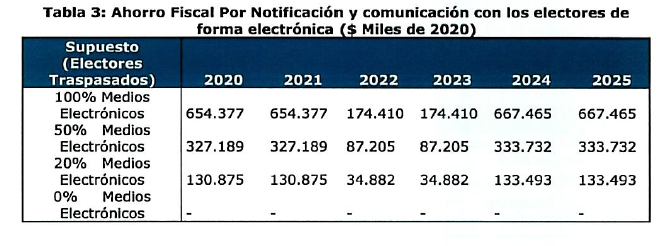 Tabla 3: Ahorro Fiscal Por Notificación y comunicación con los electores de
forma electrónica ($ Miles de 2020)
Supuesto
(Electores
Traspasados) 2020 2021 2022 2023 2024 2025
100% Medios
Electrónicos 654.377 654.377 174.410 174.410 667.465 667.465
50% Medios
Electrónicos 327.189 327.189 87.205 87.205 333.732 333.732
20% Medios
Electrónicos 130.875 130.875 34.882 34.882 133.493 133.493
0% Medios
Electrónicos - - - - - -